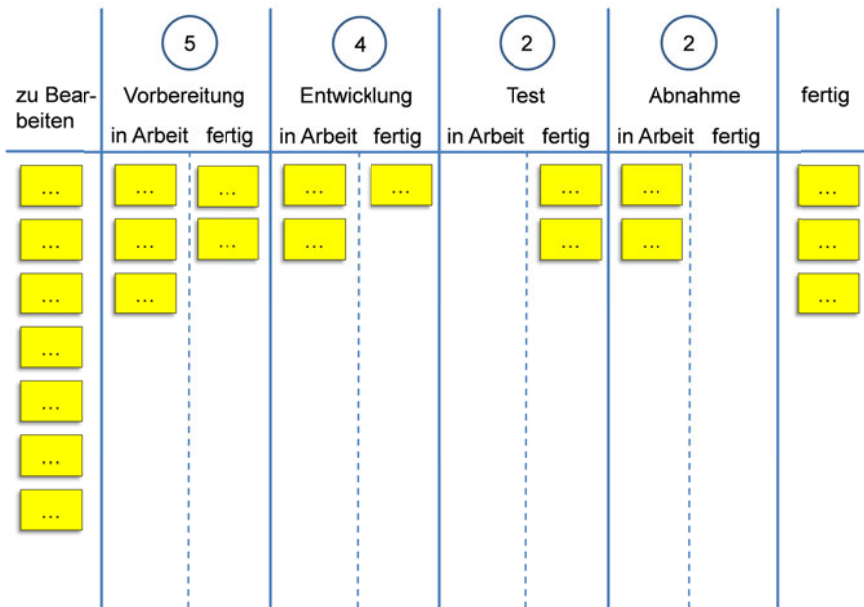 5 4 2 2
zu Bear- Vorbereitung Entwicklung Test Abnahme fertig
beiten
in Arbeit fertig in Arbeit fertig in Arbeit fertig in Arbeit fertig
... ... ... ... ... ... ... ...
... ... ... ... ... ... ...
... ... ...
...
...
...
...